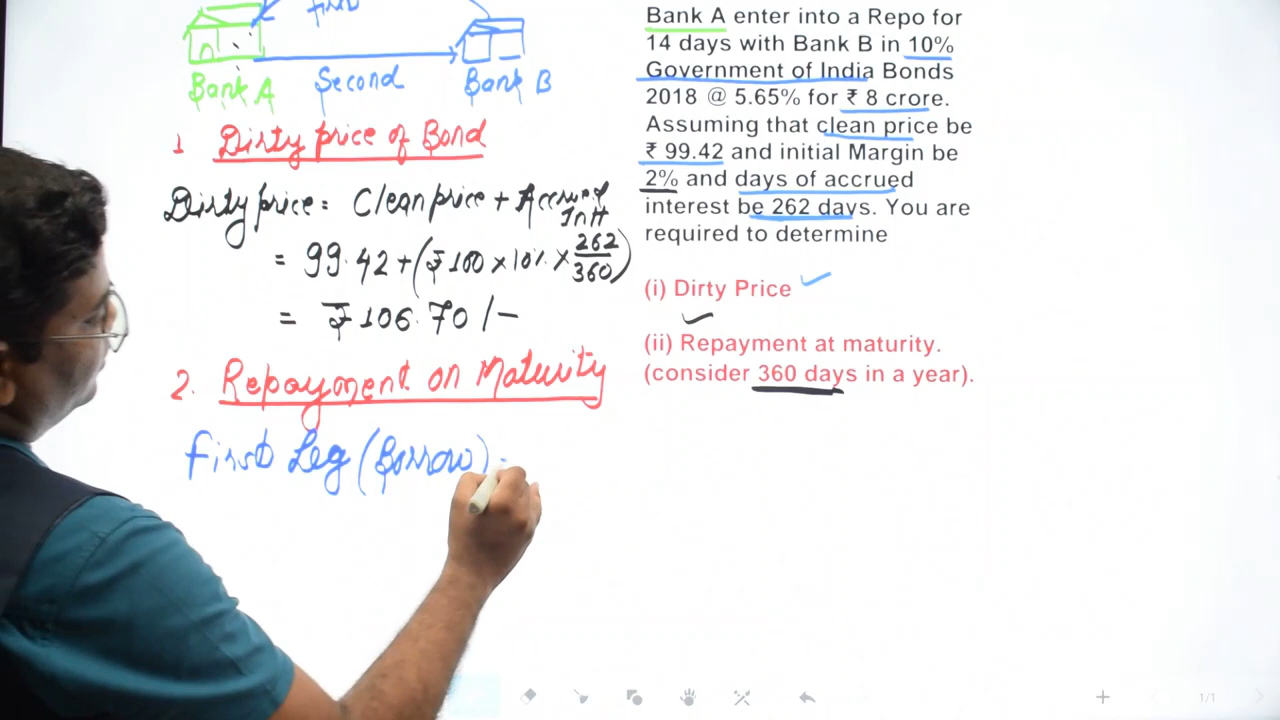 first
Bank A Second Bank B
1 Dirty price of Bond
Dirty price = Clean price + Accrued Int
= 99.42 + (₹100 × 10% × 262/360)
= ₹106.70/-
2. Repayment on Maturity
First Leg (Borrow) :
Bank A enter into a Repo for
14 days with Bank B in 10%
Government of India Bonds
2018 @ 5.65% for ₹ 8 crore.
Assuming that clean price be
₹ 99.42 and initial Margin be
2% and days of accrued
interest be 262 days. You are
required to determine
(i) Dirty Price
(ii) Repayment at maturity.
(consider 360 days in a year).
1/1